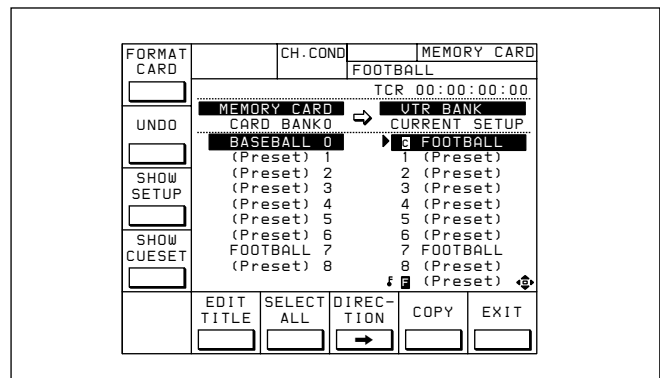 FORMAT CARD
CH.COND
MEMORY CARD
FOOTBALL
TCR 00:00:00:00
UNDO
MEMORY CARD ⇨ VTR BANK
CARD BANK0 CURRENT SETUP
BASEBALL 0 ▶ C FOOTBALL
(Preset) 1 1 (Preset)
(Preset) 2 2 (Preset)
SHOW SETUP
(Preset) 3 3 (Preset)
(Preset) 4 4 (Preset)
(Preset) 5 5 (Preset)
(Preset) 6 6 (Preset)
SHOW CUESET
FOOTBALL 7 7 FOOTBALL
(Preset) 8 8 (Preset)
F (Preset)
EDIT TITLE
SELECT ALL
DIREC-TION
➡
COPY
EXIT